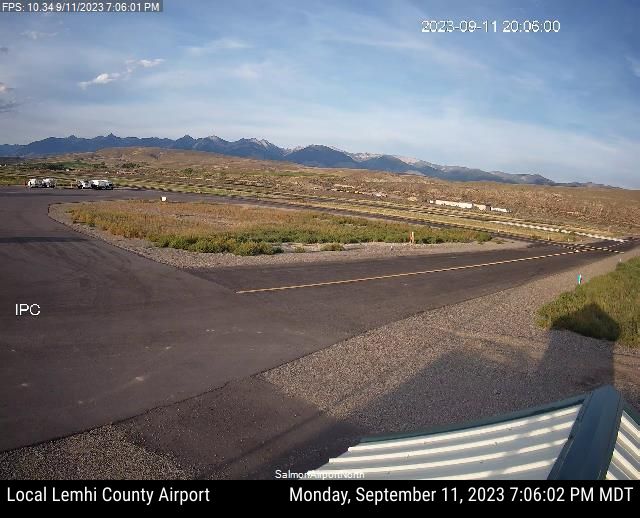 FPS: 10.34 9/11/2023 7:06:01 PM
2023-09-11 20:06:00
IPC
SalmonAirportNorth
Local Lemhi County Airport
Monday, September 11, 2023 7:06:02 PM MDT